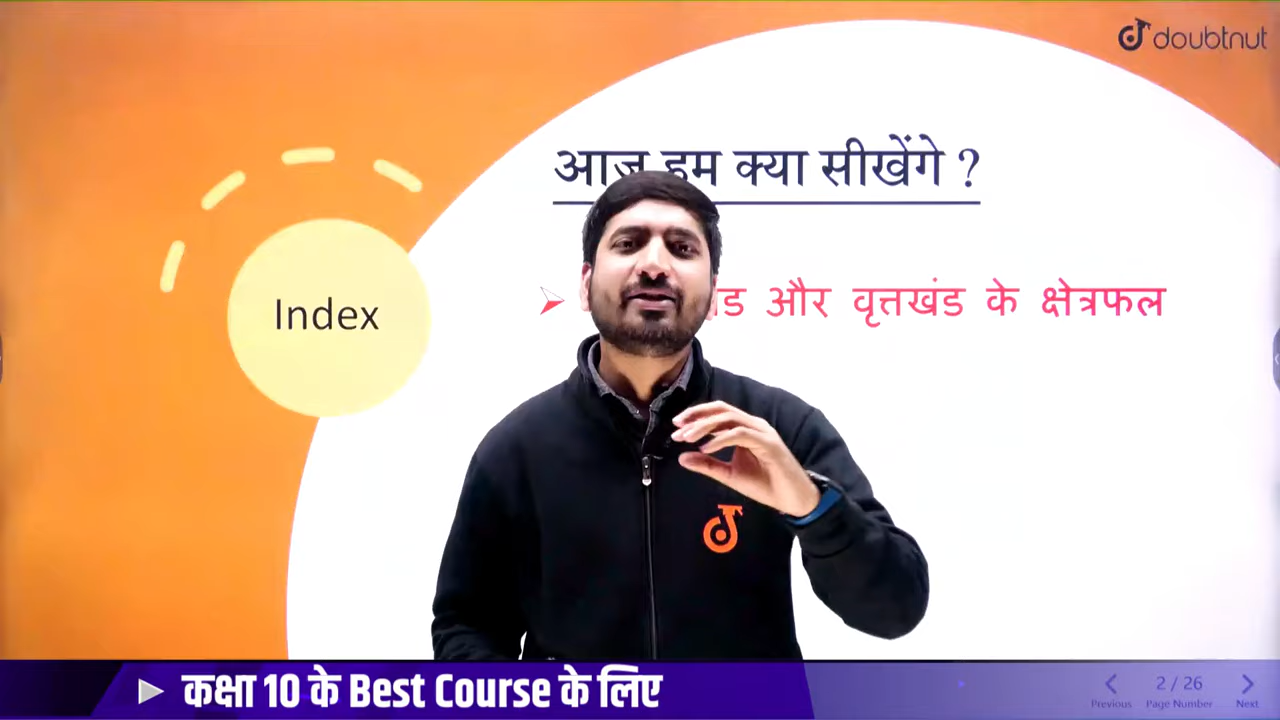 doubtnut
आज हम क्या सीखेंगे ?
Index
और वृत्तखंड के क्षेत्रफल
कक्षा 10 के Best Course के लिए
2 / 26
Previous Page Number Next